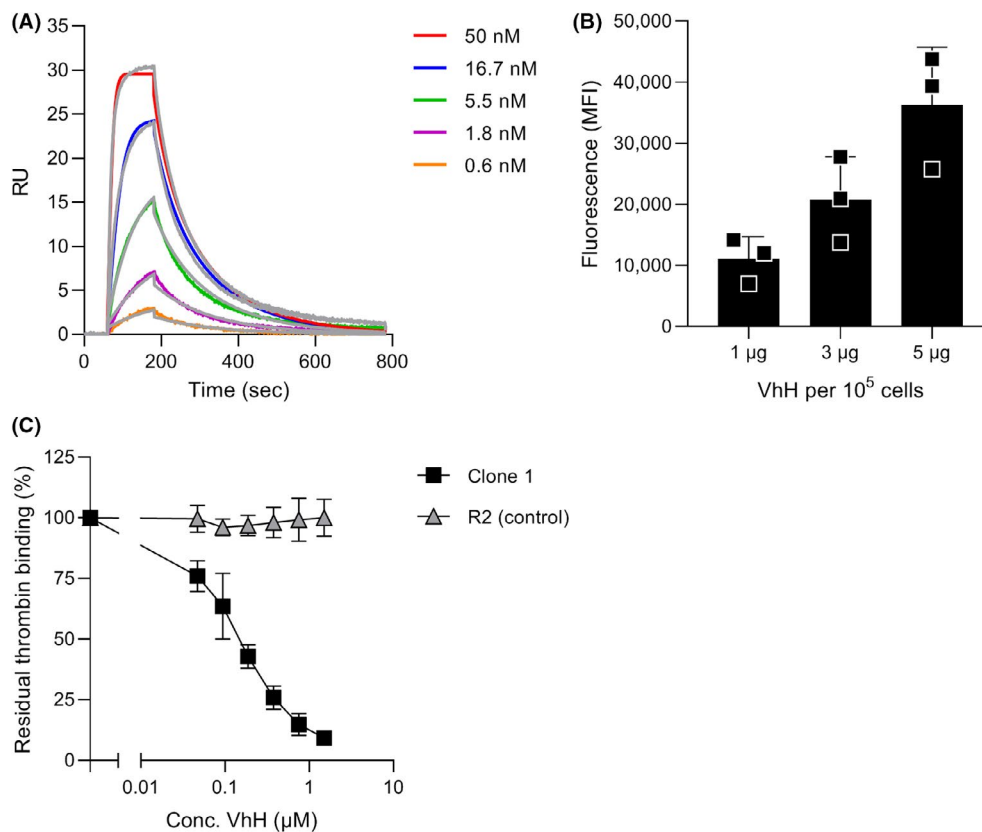 (A)
35
30
25
20
15
10
5
0
RU
0 200 400 600 800
Time (sec)
50 nM
16.7 nM
5.5 nM
1.8 nM
0.6 nM
(B)
50,000
40,000
30,000
20,000
10,000
0
Fluorescence (MFI)
1 µg 3 µg 5 µg
VhH per 10⁵ cells
(C)
125
100
75
50
25
0
Residual thrombin binding (%)
0.01 0.1 1 10
Conc. VhH (µM)
Clone 1
R2 (control)